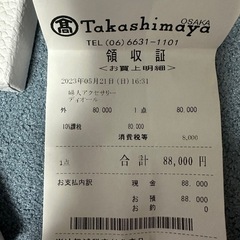 髙 Takashimaya
OSAKA
TEL (06)6631-1101
領収証
<お買上明細>
2023年05月21日(日)16:31
婦人アクセサリー
ディオール
外 80,000 1点 80,000
10%課税 80,000
消費税等 8,000
1点 合計 88,000円
お支払内訳 現金 88,000
お預 88,000
お釣 0